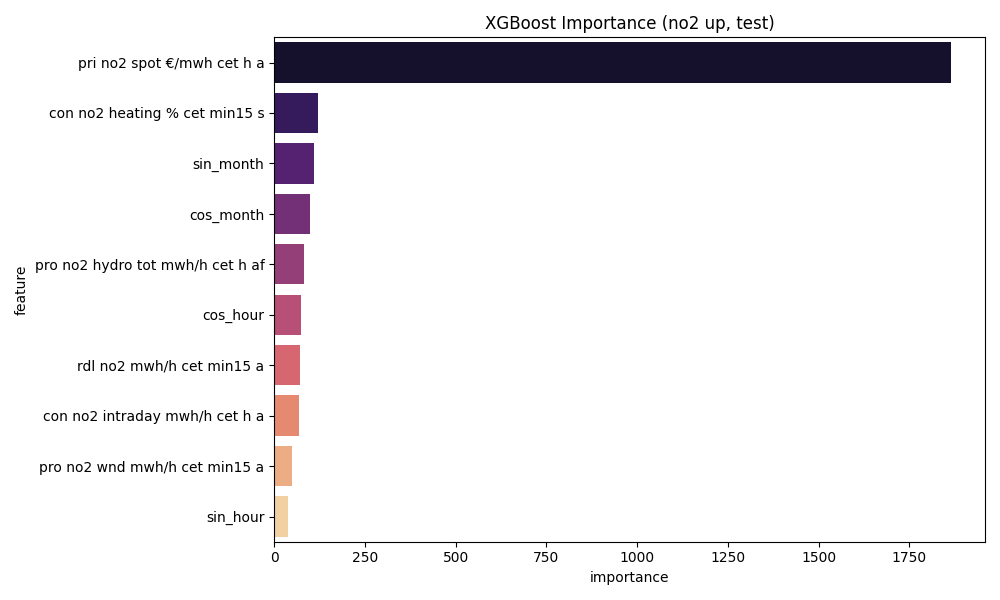 XGBoost Importance (no2 up, test)
pri no2 spot €/mwh cet h a
con no2 heating % cet min15 s
sin_month
cos_month
pro no2 hydro tot mwh/h cet h af
cos_hour
rdl no2 mwh/h cet min15 a
con no2 intraday mwh/h cet h a
pro no2 wnd mwh/h cet min15 a
sin_hour
feature
0 250 500 750 1000 1250 1500 1750
importance